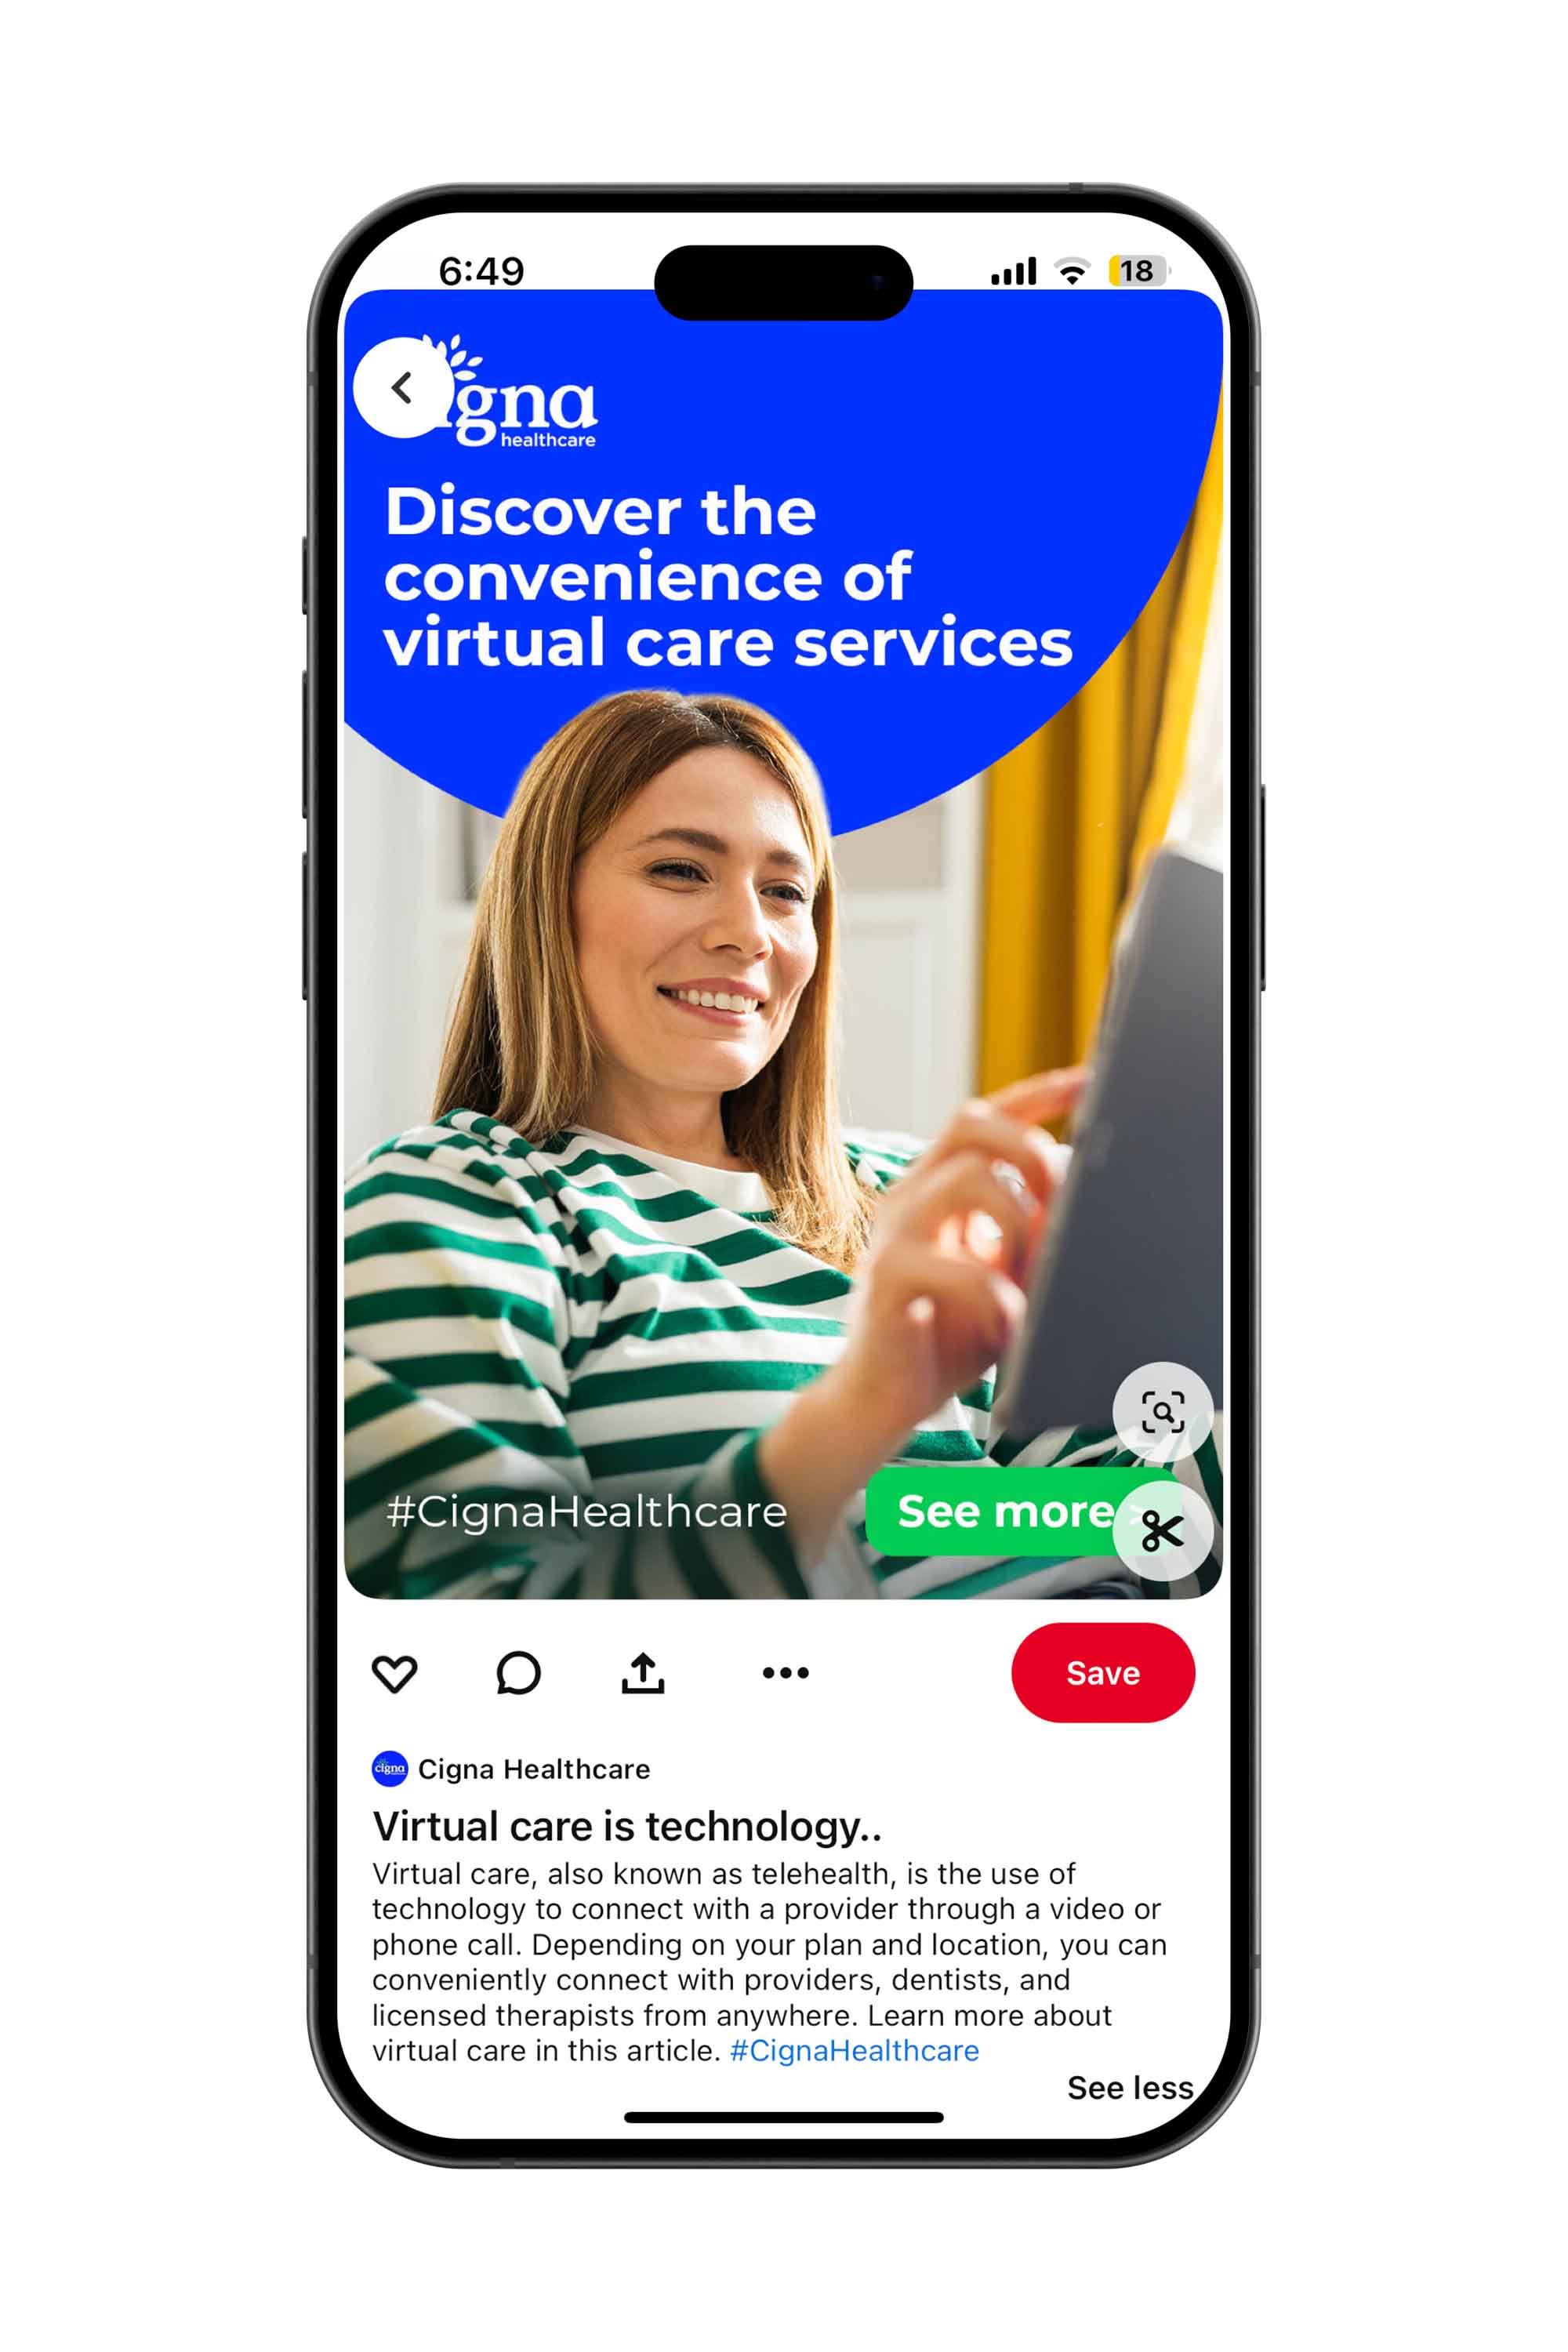 6:49
18
cigna
healthcare
Discover the
convenience of
virtual care services
#CignaHealthcare
See more
Save
cigna
Cigna Healthcare
Virtual care is technology..
Virtual care, also known as telehealth, is the use of
technology to connect with a provider through a video or
phone call. Depending on your plan and location, you can
conveniently connect with providers, dentists, and
licensed therapists from anywhere. Learn more about
virtual care in this article. #CignaHealthcare
See less